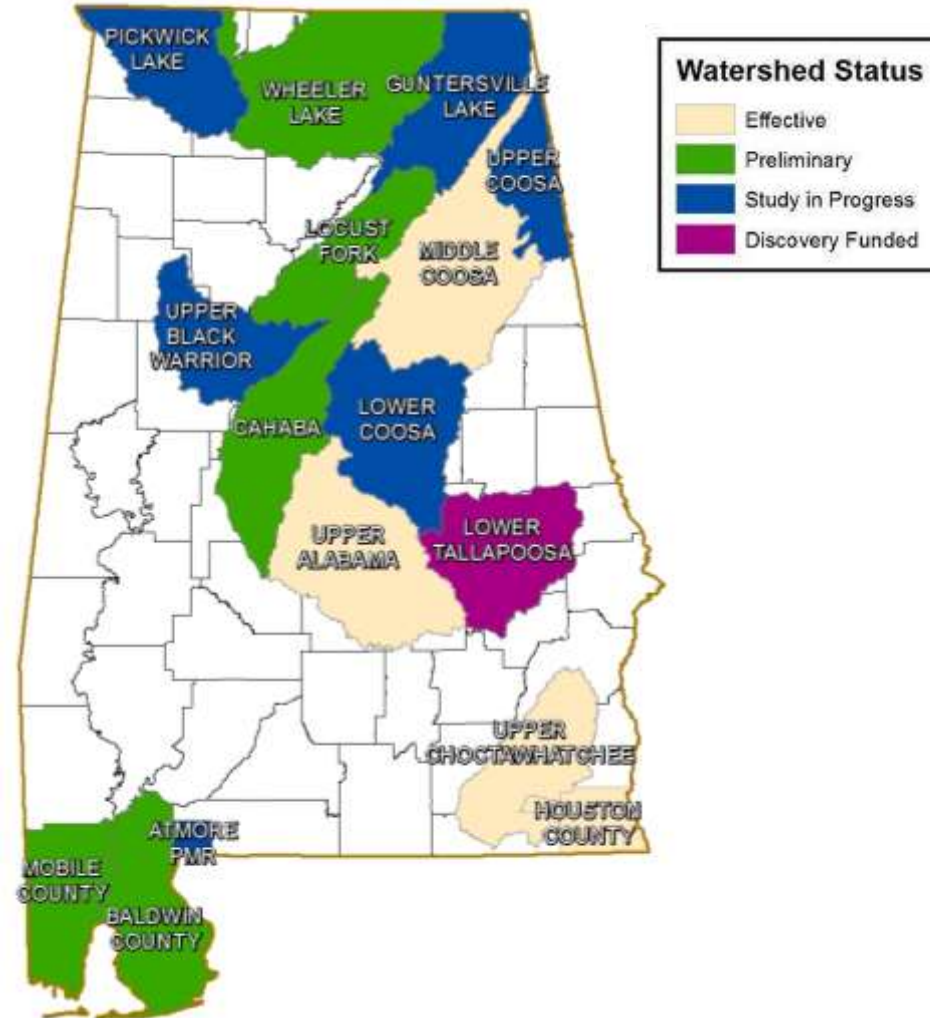 PICKWICK
LAKE
WHEELER
LAKE
GUNTERSVILLE
LAKE
UPPER
COOSA
LOCUST
FORK
MIDDLE
COOSA
UPPER
BLACK
WARRIOR
CAHABA
LOWER
COOSA
UPPER
ALABAMA
LOWER
TALLAPOOSA
UPPER
CHOCTAWHATCHEE
HOUSTON
COUNTY
ATMORE
PMR
MOBILE
COUNTY
BALDWIN
COUNTY
Watershed Status
Effective
Preliminary
Study in Progress
Discovery Funded